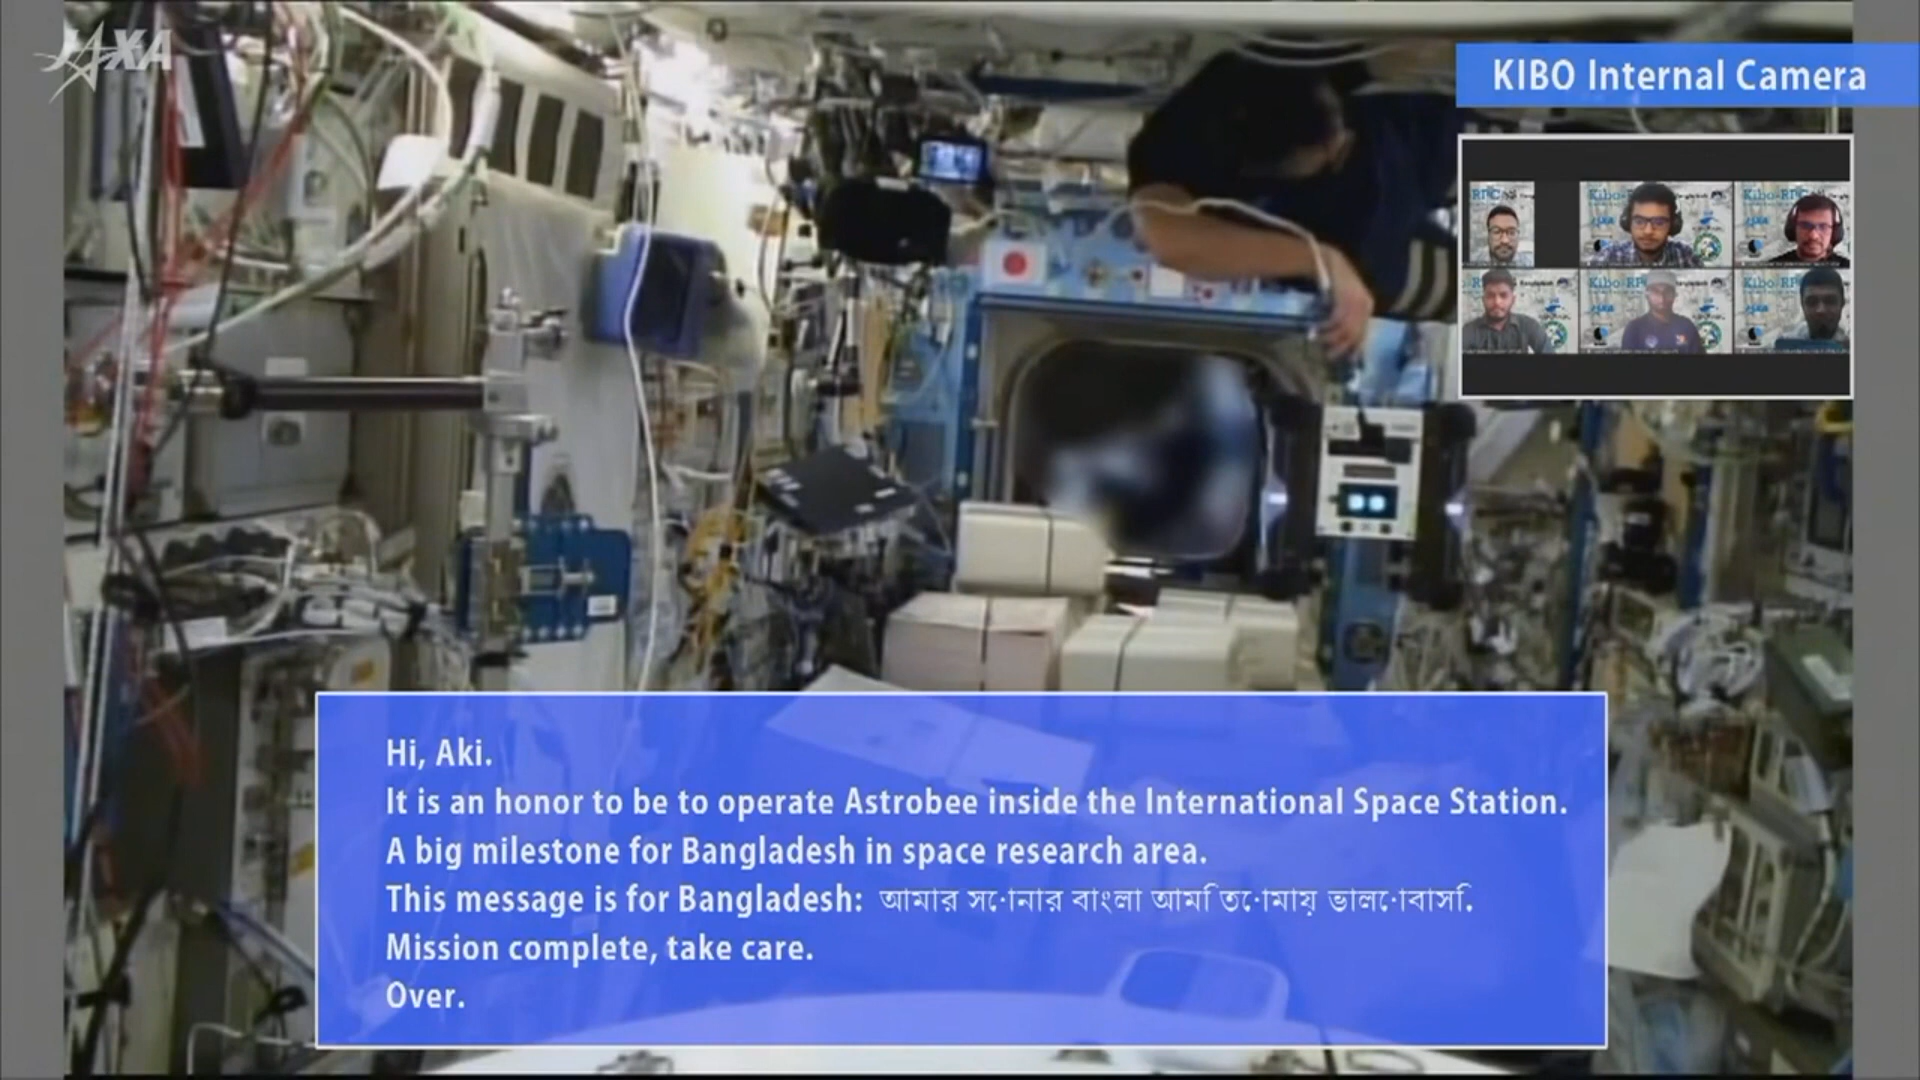 JAXA
KIBO Internal Camera
Hi, Aki.
It is an honor to be to operate Astrobee inside the International Space Station.
A big milestone for Bangladesh in space research area.
This message is for Bangladesh: আমার সোনার বাংলা আমি তোমায় ভালোবাসি.
Mission complete, take care.
Over.